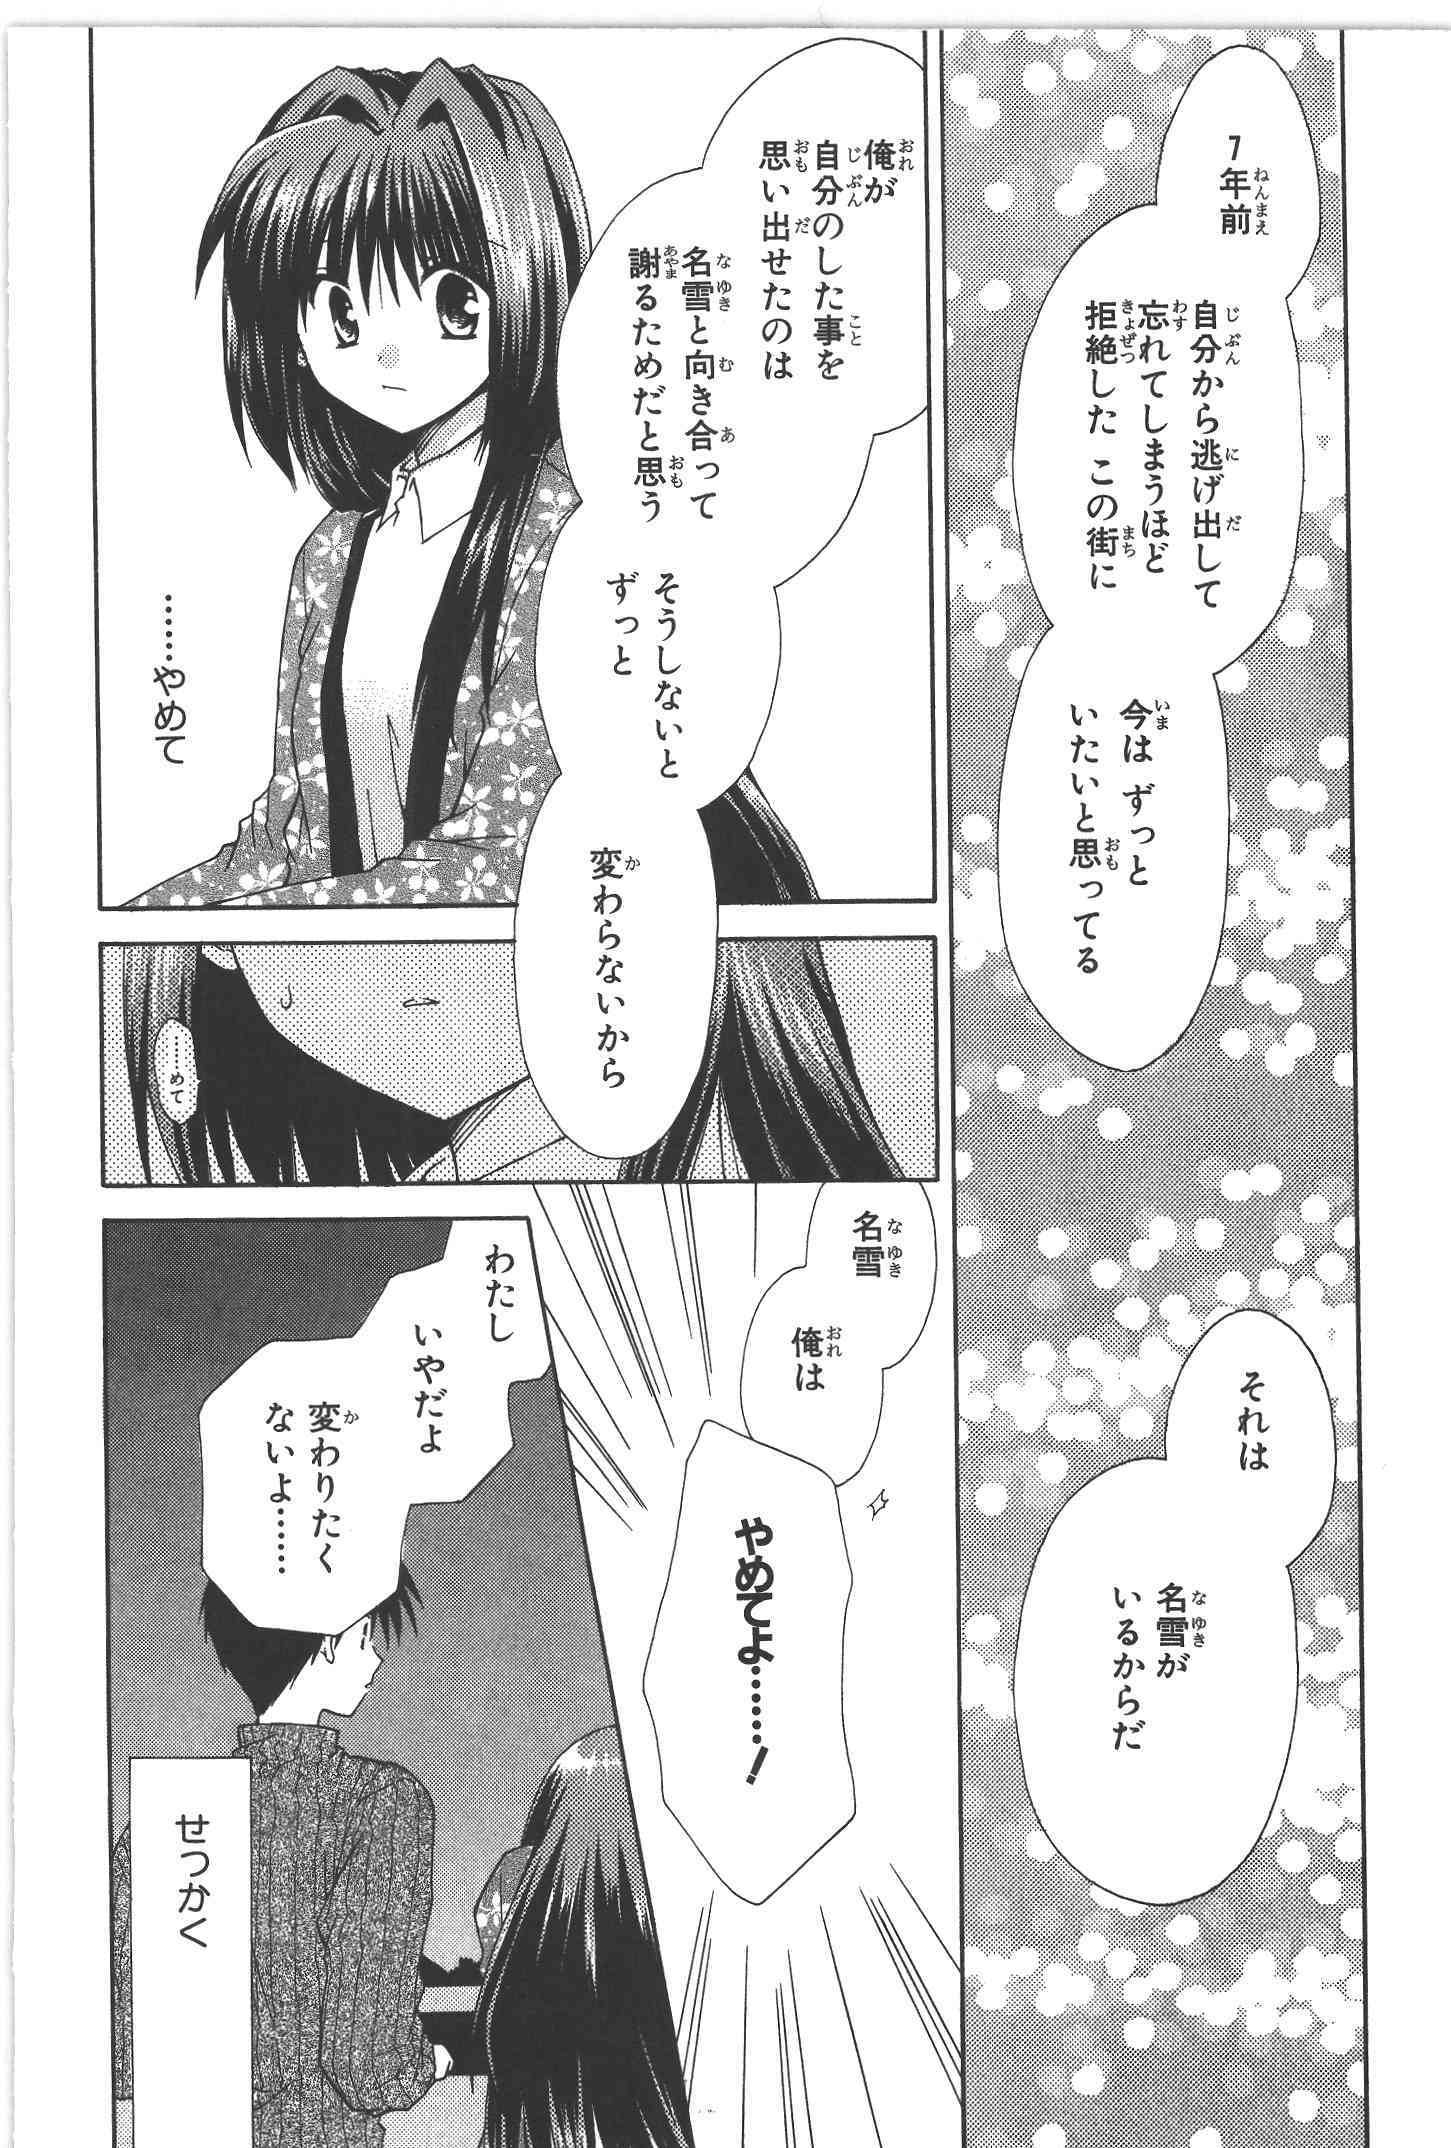 7年前
自分から逃げ出して
忘れてしまうほど
拒絶した この街に
今は ずっと
いたいと思ってる
それは
名雪が
いるからだ
俺が
自分のした事を
思い出せたのは
名雪と向き合って
謝るためだと思う
そうしないと
ずっと
変わらないから
……やめて
……めて
名雪
俺は
やめてよ……！
わたし
いやだよ
変わりたく
ないよ……
せつかく